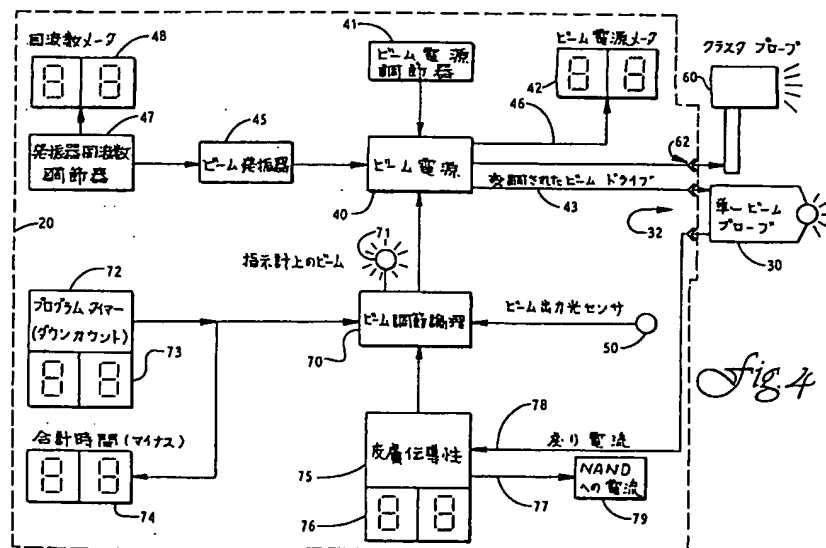 周波数メータ
48
41
ビーム電源
調節器
ビーム電源メータ
42
クラスタ プローブ
60
47
発振器周波数
調節器
45
ビーム発振器
46
ビーム電源
40
62
変調されたビーム ドライブ
43
32
単一ビーム
プローブ
30
20
71
指示計上のビーム
72
プログラムタイマー
(ダウンカウント)
73
ビーム調節論理
70
ビーム出力光センサ
50
fig. 4
合計時間(マイナス)
74
75
皮膚伝導性
76
78
戻り電流
77
NAND
への電流
79